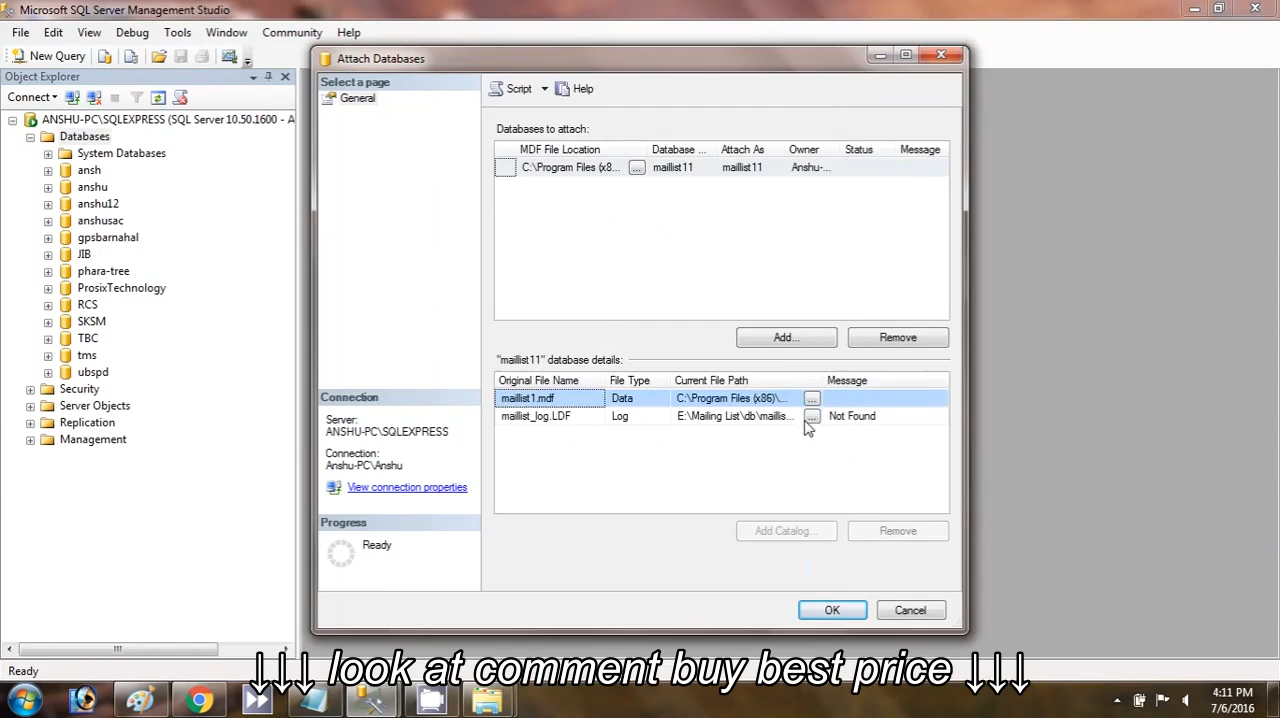 Microsoft SQL Server Management Studio
File Edit View Debug Tools Window Community Help
New Query
Object Explorer
Connect
ANSHU-PC\SQLEXPRESS (SQL Server 10.50.1600 - A
Databases
System Databases
ansh
anshu
anshu12
anshusac
gpsbarnahal
JIB
phara-tree
ProsixTechnology
RCS
SKSM
TBC
tms
ubspd
Security
Server Objects
Replication
Management
Attach Databases
Select a page
General
Script Help
Databases to attach:
MDF File Location Database ... Attach As Owner Status Message
C:\Program Files (x8... ... maillist11 maillist11 Anshu-...
Add... Remove
"maillist11" database details:
Original File Name File Type Current File Path Message
maillist1.mdf Data C:\Program Files (x86)\... ...
maillist_log.LDF Log E:\Mailing List\db\maillis... ... Not Found
Add Catalog... Remove
Connection
Server:
ANSHU-PC\SQLEXPRESS
Connection:
Anshu-PC\Anshu
View connection properties
Progress
Ready
OK Cancel
Ready
↓↓↓ look at comment buy best price ↓↓↓
4:11 PM
7/6/2016